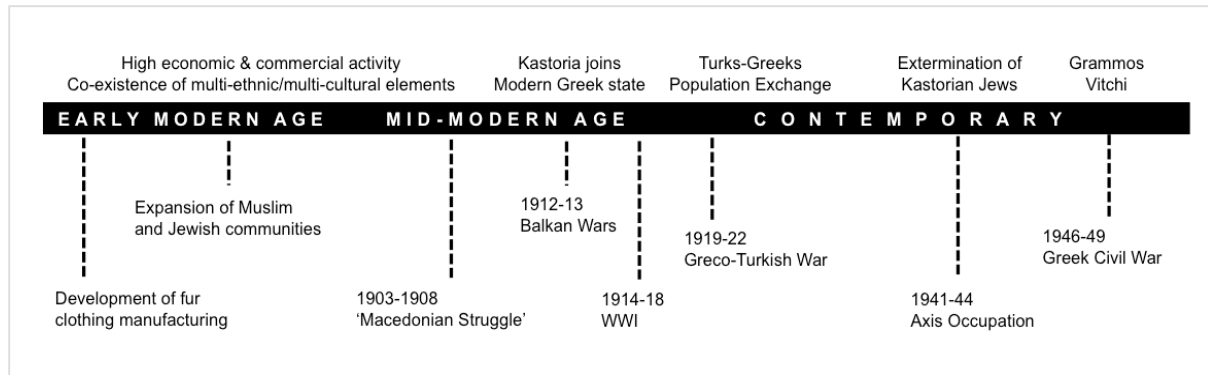 High economic & commercial activity
Co-existence of multi-ethnic/multi-cultural elements
Kastoria joins
Modern Greek state
Turks-Greeks
Population Exchange
Extermination of
Kastorian Jews
Grammos
Vitchi
EARLY MODERN AGE
MID-MODERN AGE
CONTEMPORARY
Expansion of Muslim
and Jewish communities
1912-13
Balkan Wars
1919-22
Greco-Turkish War
1946-49
Greek Civil War
Development of fur
clothing manufacturing
1903-1908
‘Macedonian Struggle’
1914-18
WWI
1941-44
Axis Occupation